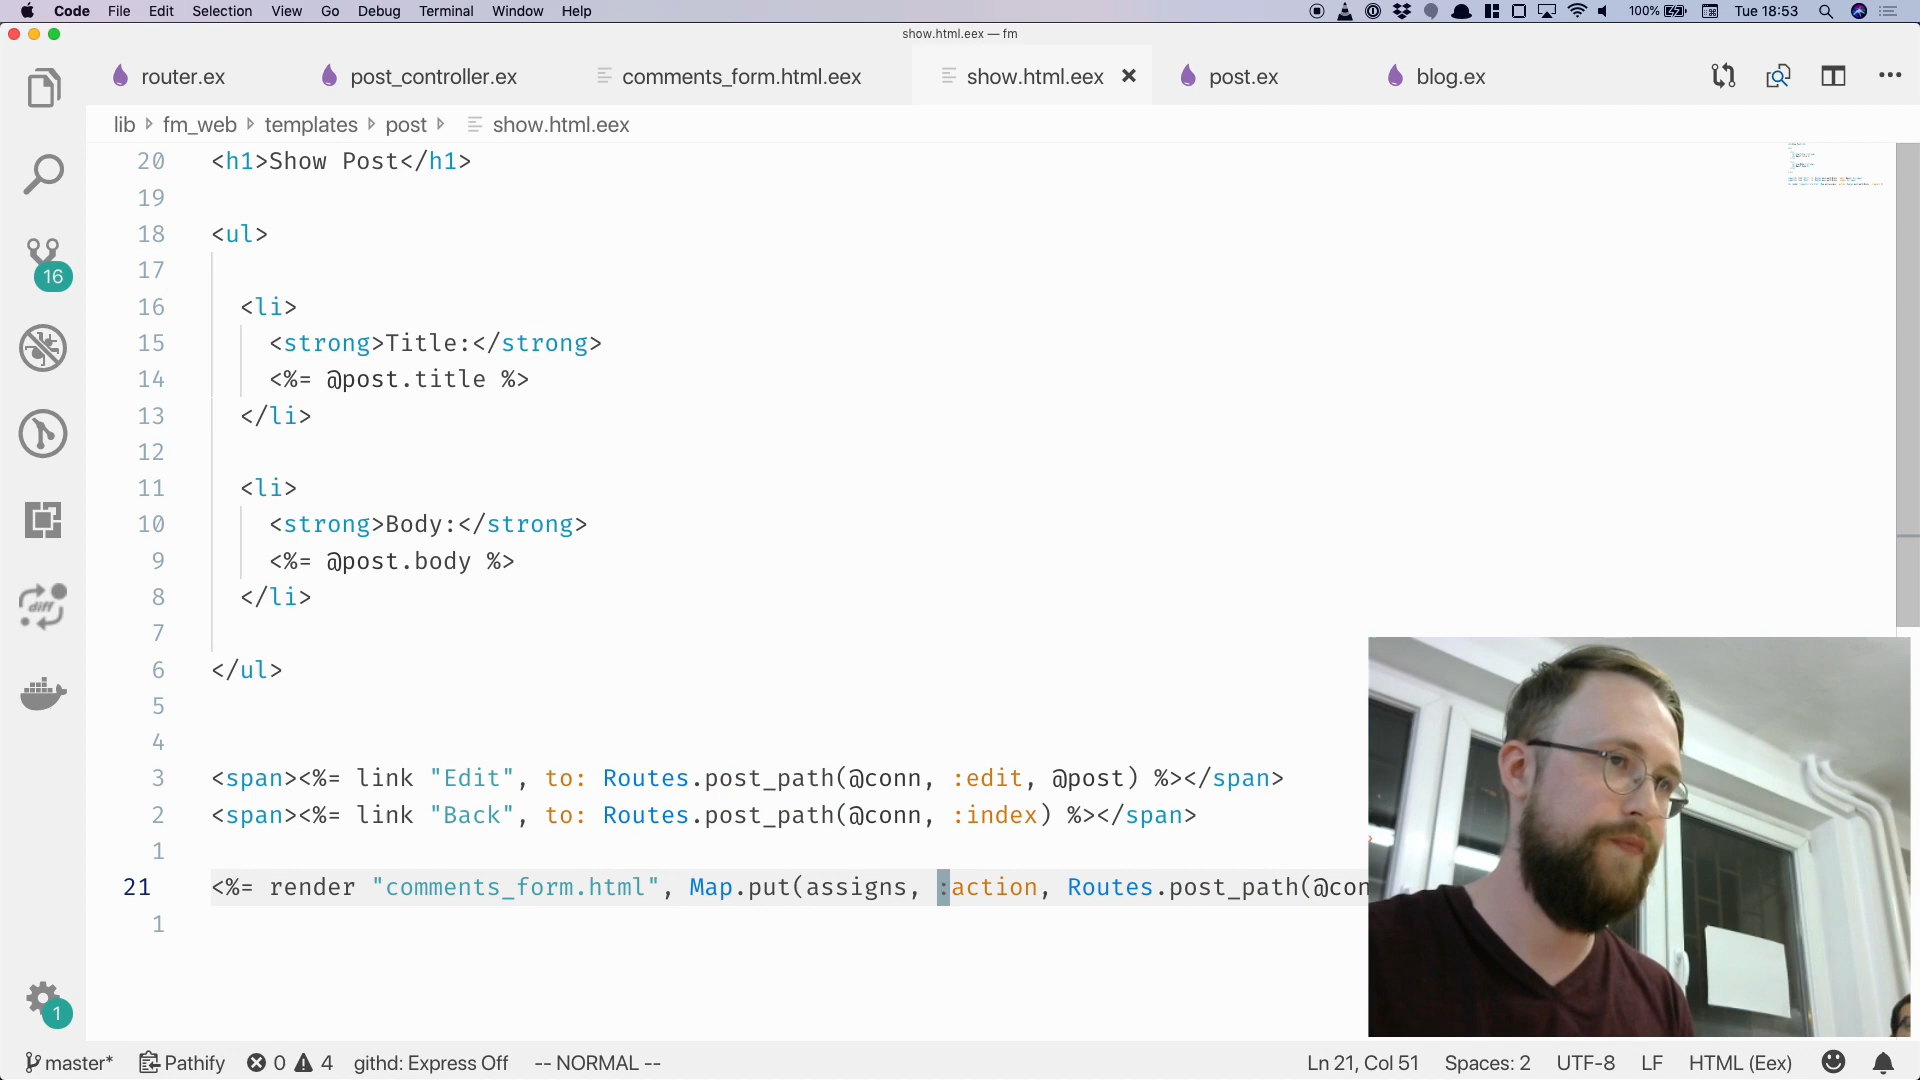 Code File Edit Selection View Go Debug Terminal Window Help 100% Tue 18:53
show.html.eex — fm
router.ex post_controller.ex comments_form.html.eex show.html.eex post.ex blog.ex
lib fm_web templates post show.html.eex
20 <h1>Show Post</h1>
19
18 <ul>
17
16 <li>
15 <strong>Title:</strong>
14 <%= @post.title %>
13 </li>
12
11 <li>
10 <strong>Body:</strong>
9 <%= @post.body %>
8 </li>
7
6 </ul>
5
4
3 <span><%= link "Edit", to: Routes.post_path(@conn, :edit, @post) %></span>
2 <span><%= link "Back", to: Routes.post_path(@conn, :index) %></span>
1
21 <%= render "comments_form.html", Map.put(assigns, :action, Routes.post_path(@con
1
16
diff
1
master* Pathify 0 4 githd: Express Off -- NORMAL -- Ln 21, Col 51 Spaces: 2 UTF-8 LF HTML (Eex)